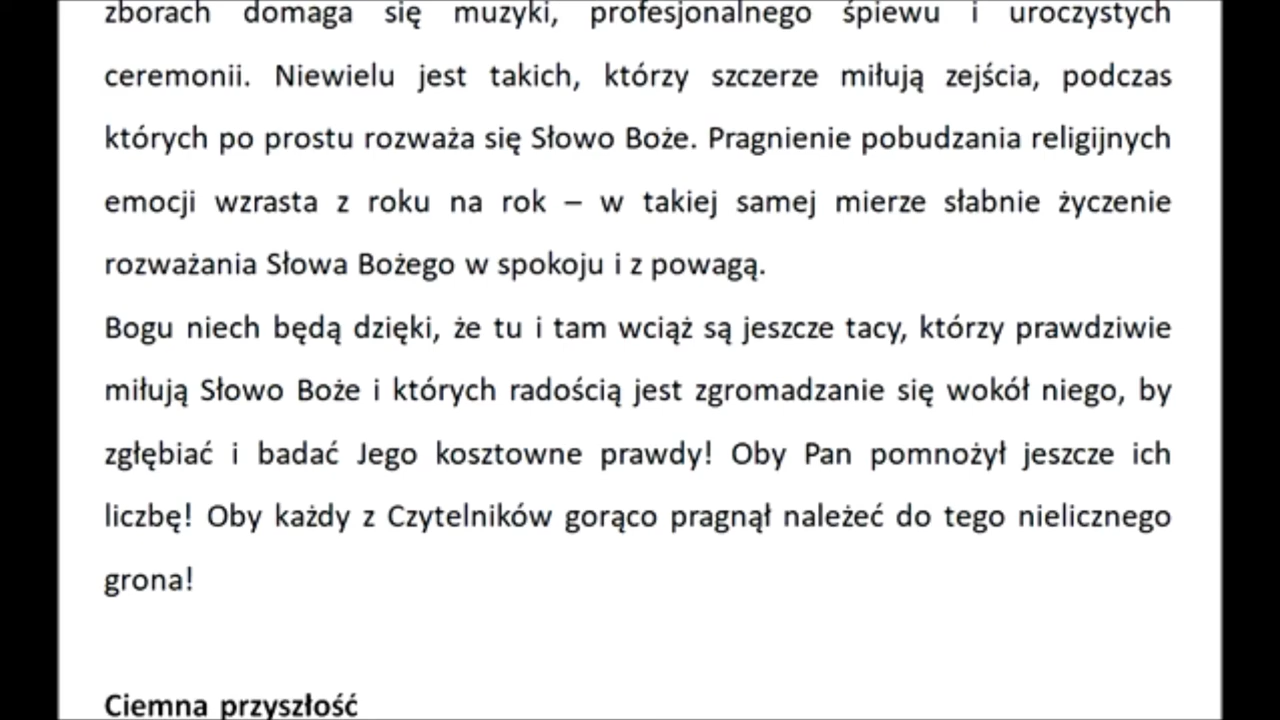 zborach domaga się muzyki, profesjonalnego śpiewu i uroczystych
ceremonii. Niewielu jest takich, którzy szczerze miłują zejścia, podczas
których po prostu rozważa się Słowo Boże. Pragnienie pobudzania religijnych
emocji wzrasta z roku na rok – w takiej samej mierze słabnie życzenie
rozważania Słowa Bożego w spokoju i z powagą.
Bogu niech będą dzięki, że tu i tam wciąż są jeszcze tacy, którzy prawdziwie
miłują Słowo Boże i których radością jest zgromadzanie się wokół niego, by
zgłębiać i badać Jego kosztowne prawdy! Oby Pan pomnożył jeszcze ich
liczbę! Oby każdy z Czytelników gorąco pragnął należeć do tego nielicznego
grona!
Ciemna przyszłość